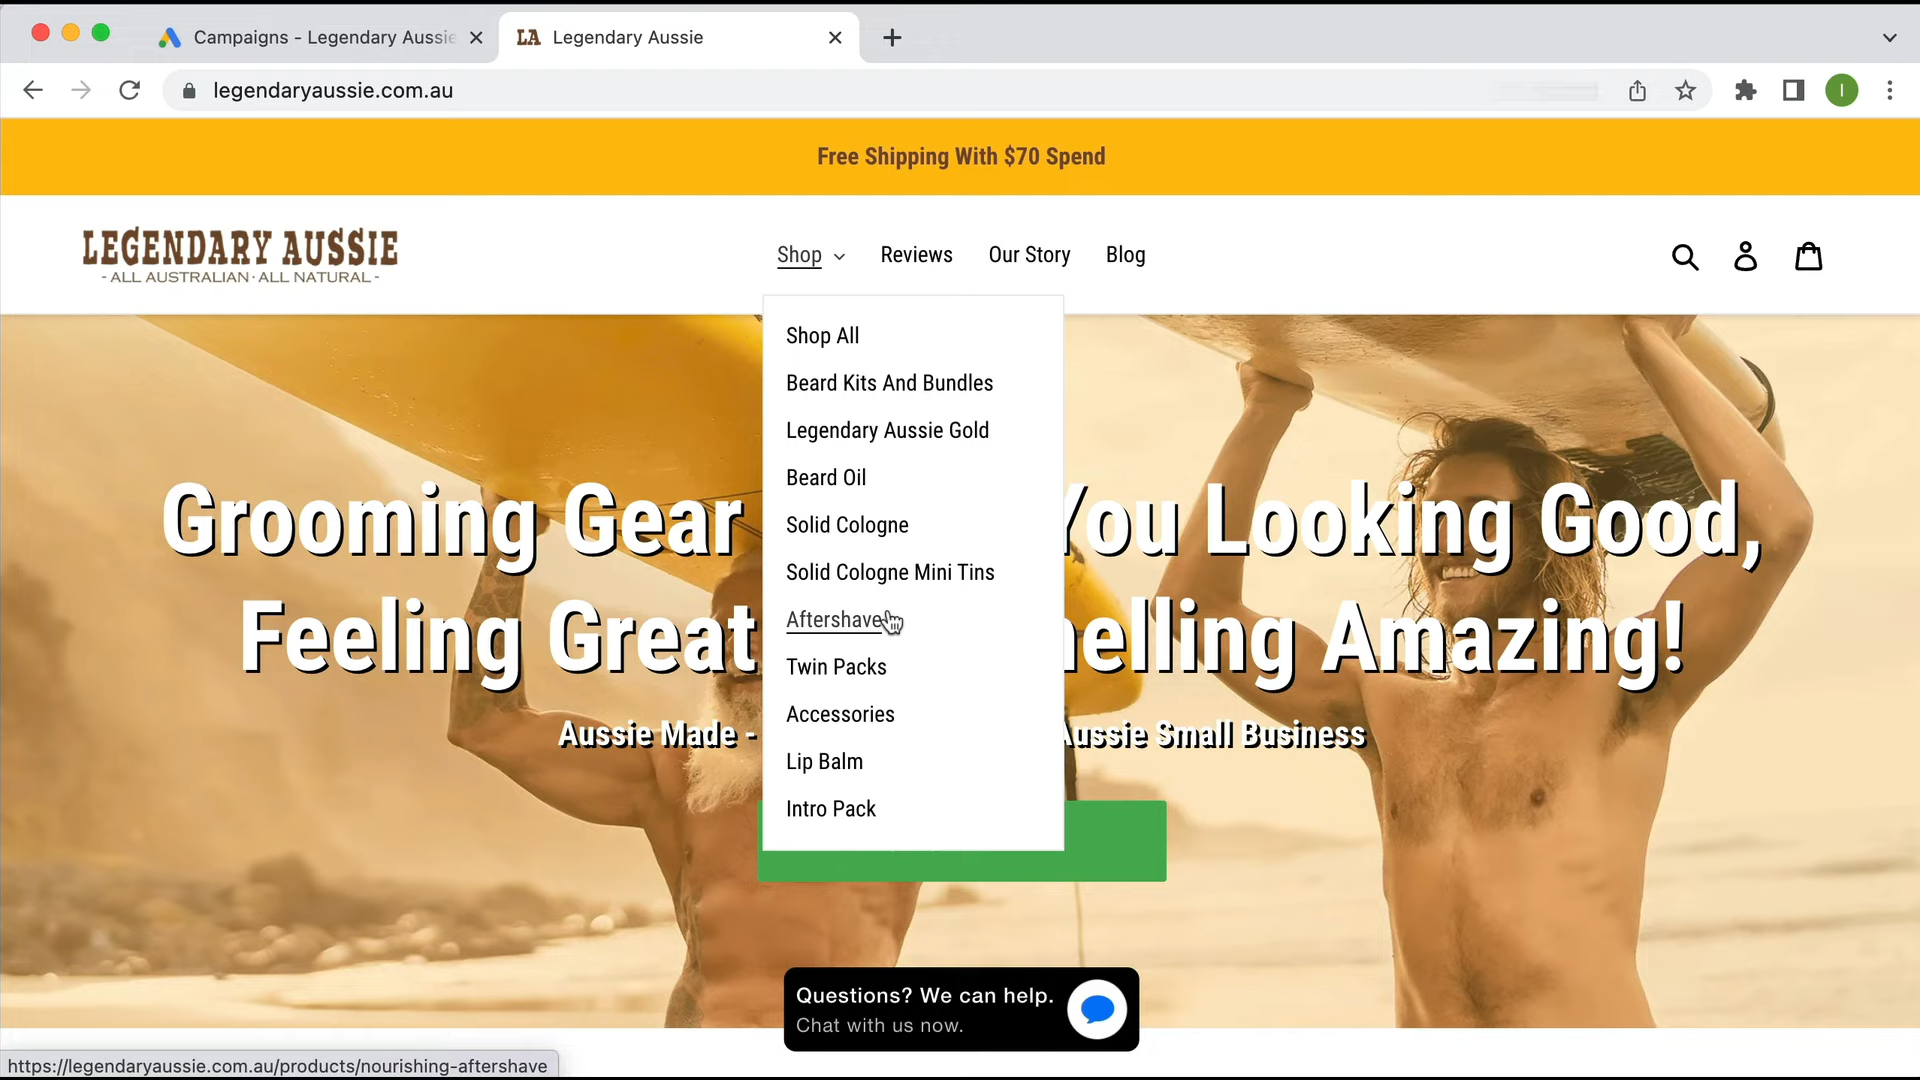 Campaigns - Legendary Aussie
LA Legendary Aussie
legendaryaussie.com.au
I
Free Shipping With $70 Spend
LEGENDARY AUSSIE
- ALL AUSTRALIAN · ALL NATURAL -
Shop Reviews Our Story Blog
Shop All
Beard Kits And Bundles
Legendary Aussie Gold
Beard Oil
Solid Cologne
Solid Cologne Mini Tins
Aftershave
Twin Packs
Accessories
Lip Balm
Intro Pack
Grooming Gear You Looking Good,
Feeling Great melling Amazing!
Aussie Made - Aussie Small Business
Questions? We can help.
Chat with us now.
https://legendaryaussie.com.au/products/nourishing-aftershave